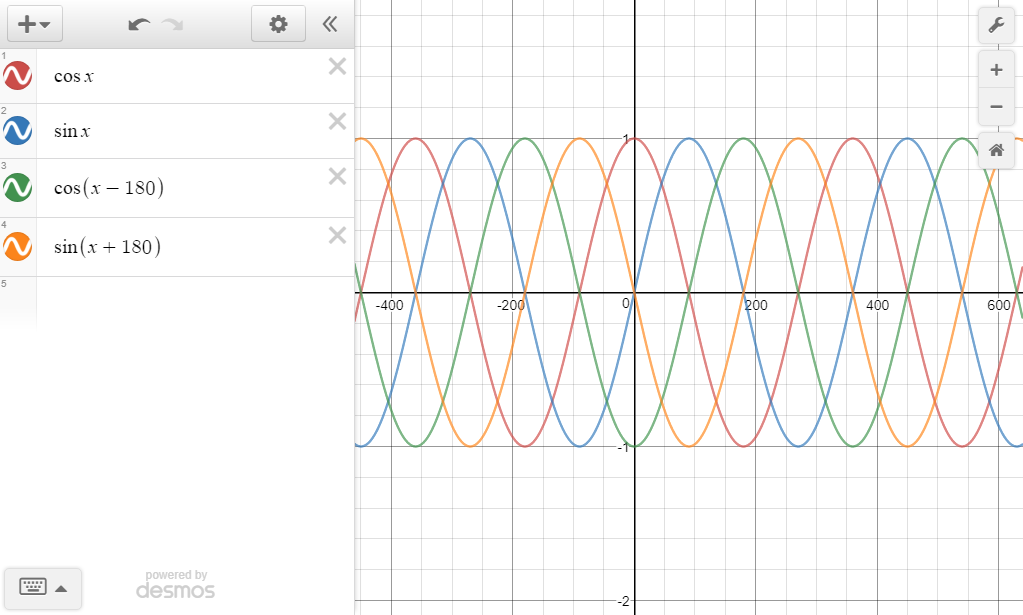 1
cos x
2
sin x
3
cos(x − 180)
4
sin(x + 180)
5
powered by
desmos
1
-400
-200
0
200
400
600
-1
-2